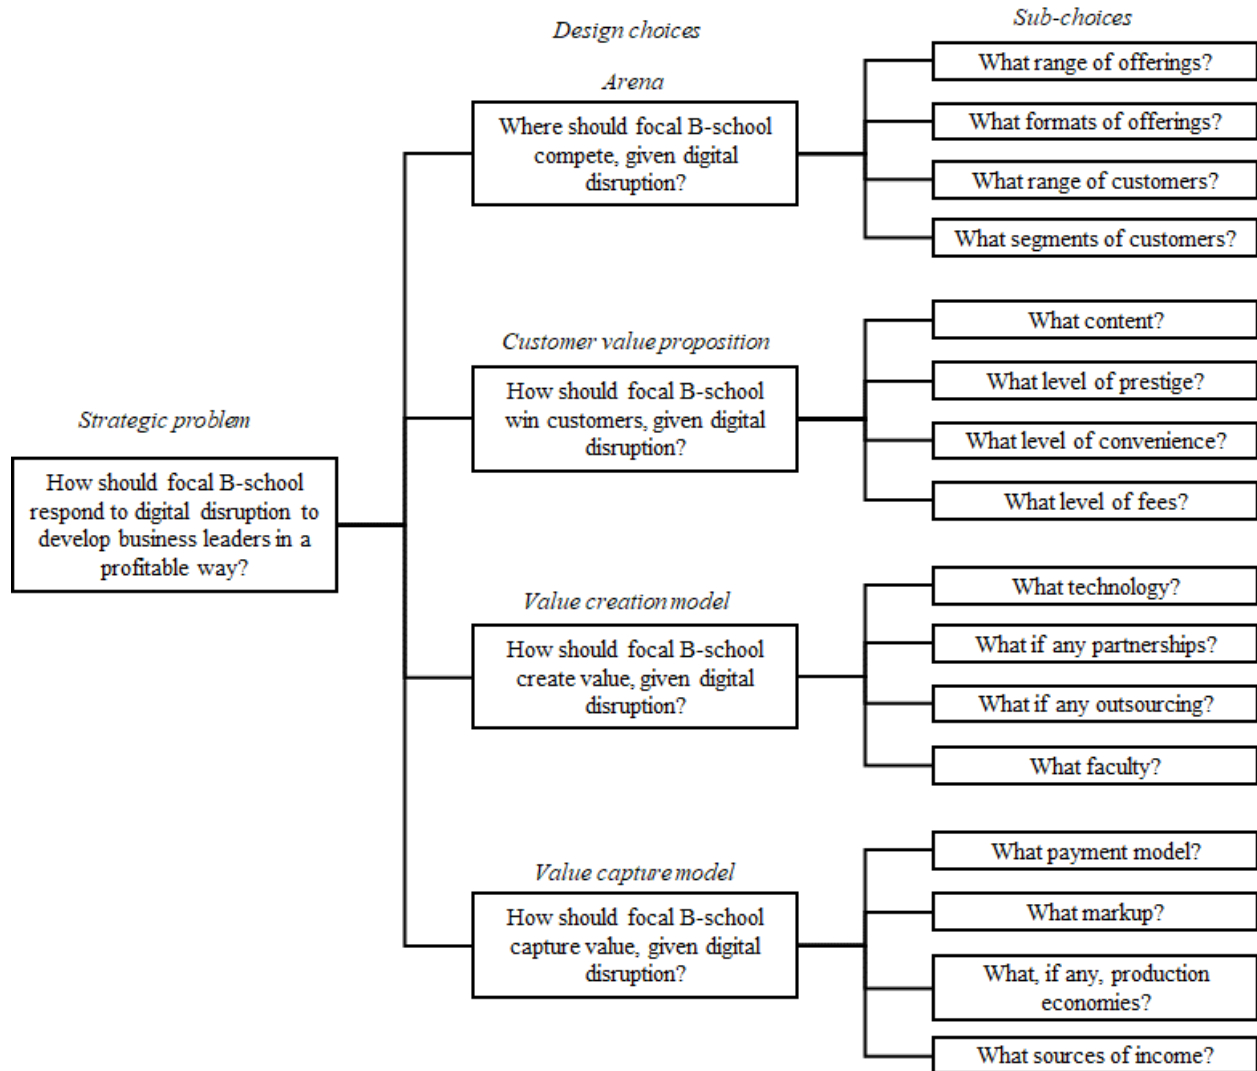 Strategic problem
How should focal B-school
respond to digital disruption to
develop business leaders in a
profitable way?
Design choices
Arena
Where should focal B-school
compete, given digital
disruption?
Customer value proposition
How should focal B-school
win customers, given digital
disruption?
Value creation model
How should focal B-school
create value, given digital
disruption?
Value capture model
How should focal B-school
capture value, given digital
disruption?
Sub-choices
What range of offerings?
What formats of offerings?
What range of customers?
What segments of customers?
What content?
What level of prestige?
What level of convenience?
What level of fees?
What technology?
What if any partnerships?
What if any outsourcing?
What faculty?
What payment model?
What markup?
What, if any, production
economies?
What sources of income?